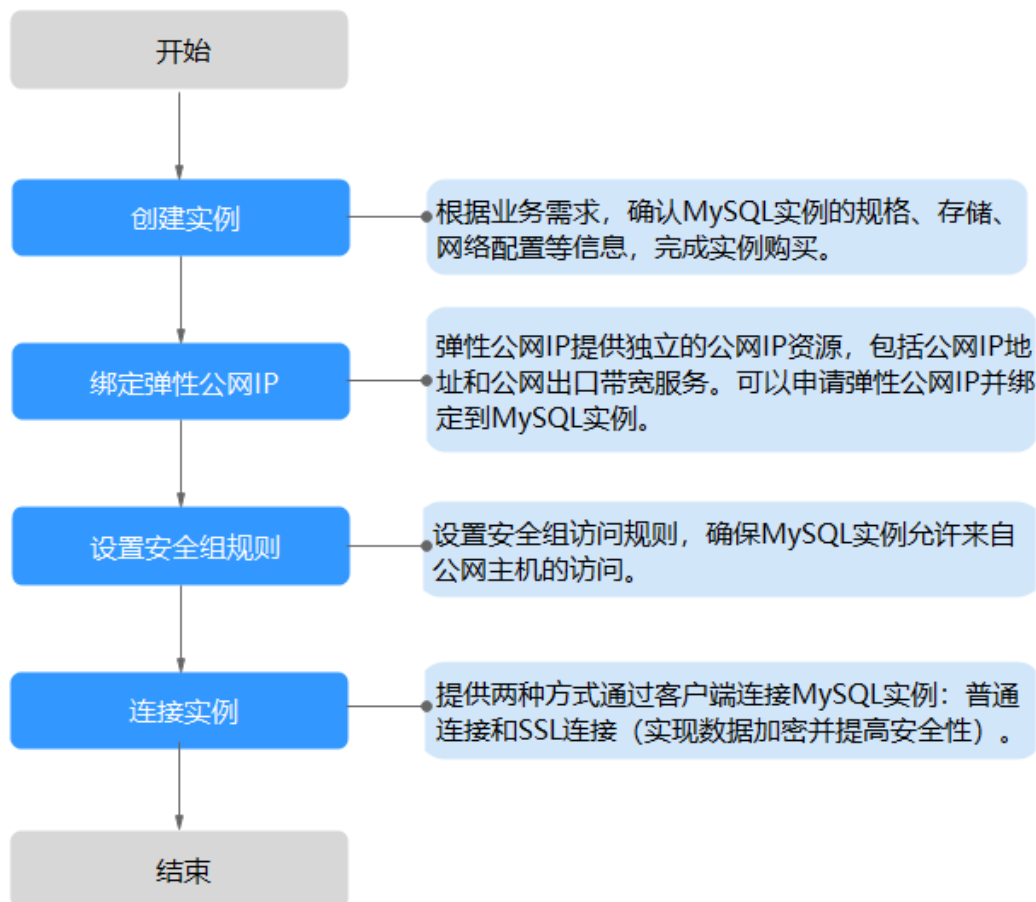 开始
创建实例
根据业务需求，确认MySQL实例的规格、存储、
网络配置等信息，完成实例购买。
绑定弹性公网IP
弹性公网IP提供独立的公网IP资源，包括公网IP地
址和公网出口带宽服务。可以申请弹性公网IP并绑
定到MySQL实例。
设置安全组规则
设置安全组访问规则，确保MySQL实例允许来自
公网主机的访问。
连接实例
提供两种方式通过客户端连接MySQL实例：普通
连接和SSL连接（实现数据加密并提高安全性）。
结束